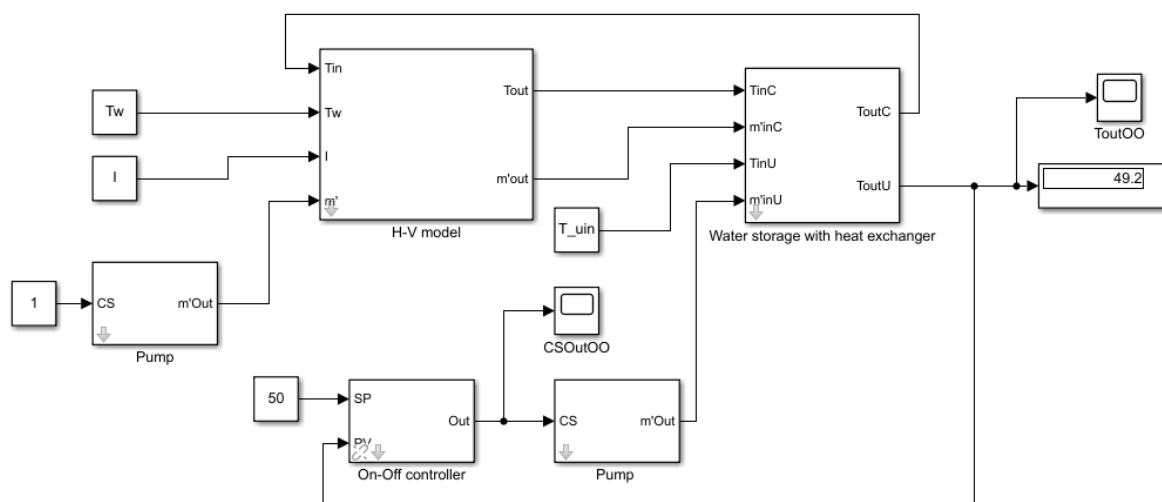 Tin
Tw
I
m'
Tout
m'out
H-V model
Tw
I
TinC
m'inC
TinU
m'inU
ToutC
ToutU
Water storage with heat exchanger
ToutOO
49.2
T_uin
1
CS
m'Out
Pump
CSOutOO
50
SP
PV
Out
On-Off controller
CS
m'Out
Pump